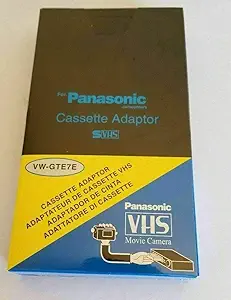 For
Panasonic
Cassette Adaptor
S VHS
VW-GTE7E
CASSETTE ADAPTOR
ADAPTATEUR DE CASSETTE VHS
ADAPTADOR DE CINTA
ADATTATORE DI CASSETTE
Panasonic
VHS
Movie Camera